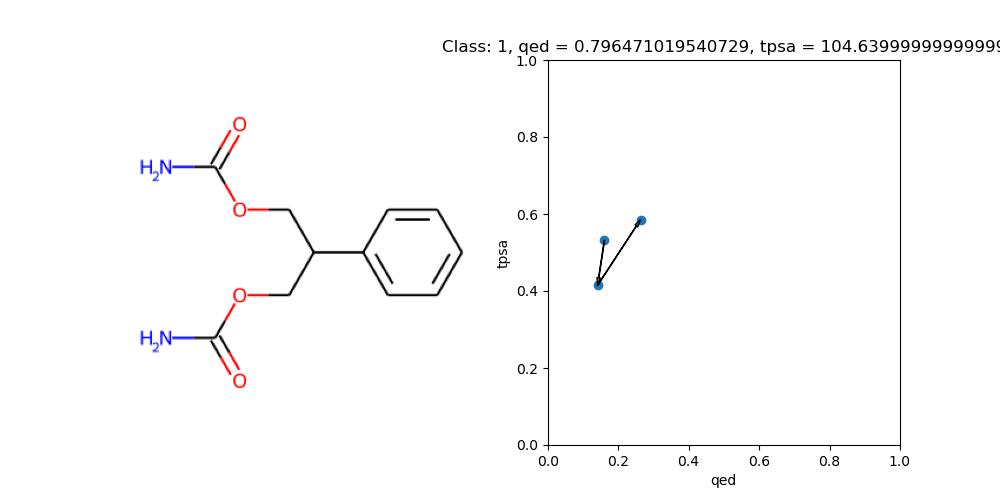 Class: 1, qed = 0.796471019540729, tpsa = 104.63999999999999
O
H2N
O
O
H2N
O
1.0
0.8
0.6
0.4
0.2
0.0
tpsa
0.0 0.2 0.4 0.6 0.8 1.0
qed